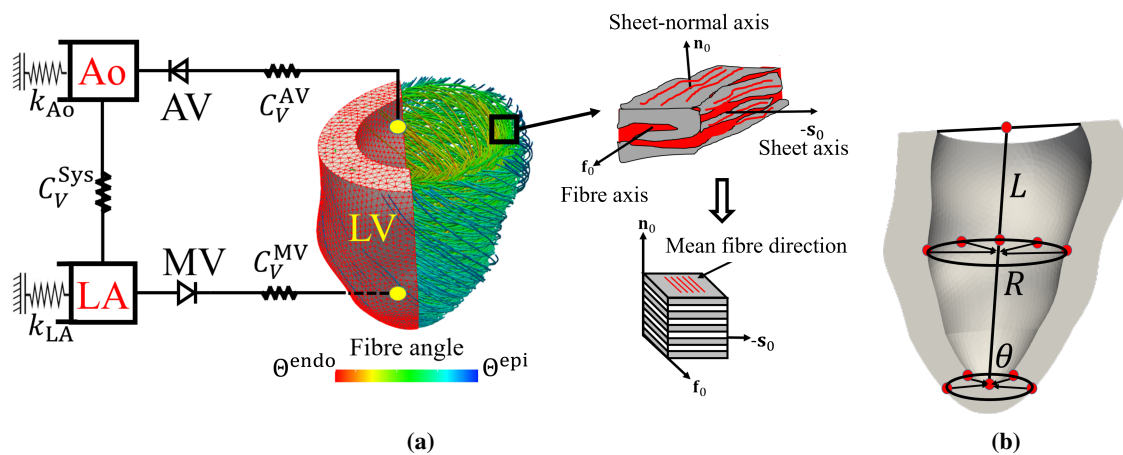 Ao
k_Ao
AV
C_V^AV
C_V^Sys
LV
MV
C_V^MV
LA
k_LA
Fibre angle
Θ^endo
Θ^epi
Sheet-normal axis
n₀
-s₀
Sheet axis
f₀
Fibre axis
n₀
Mean fibre direction
-s₀
f₀
L
R
θ
(a)
(b)